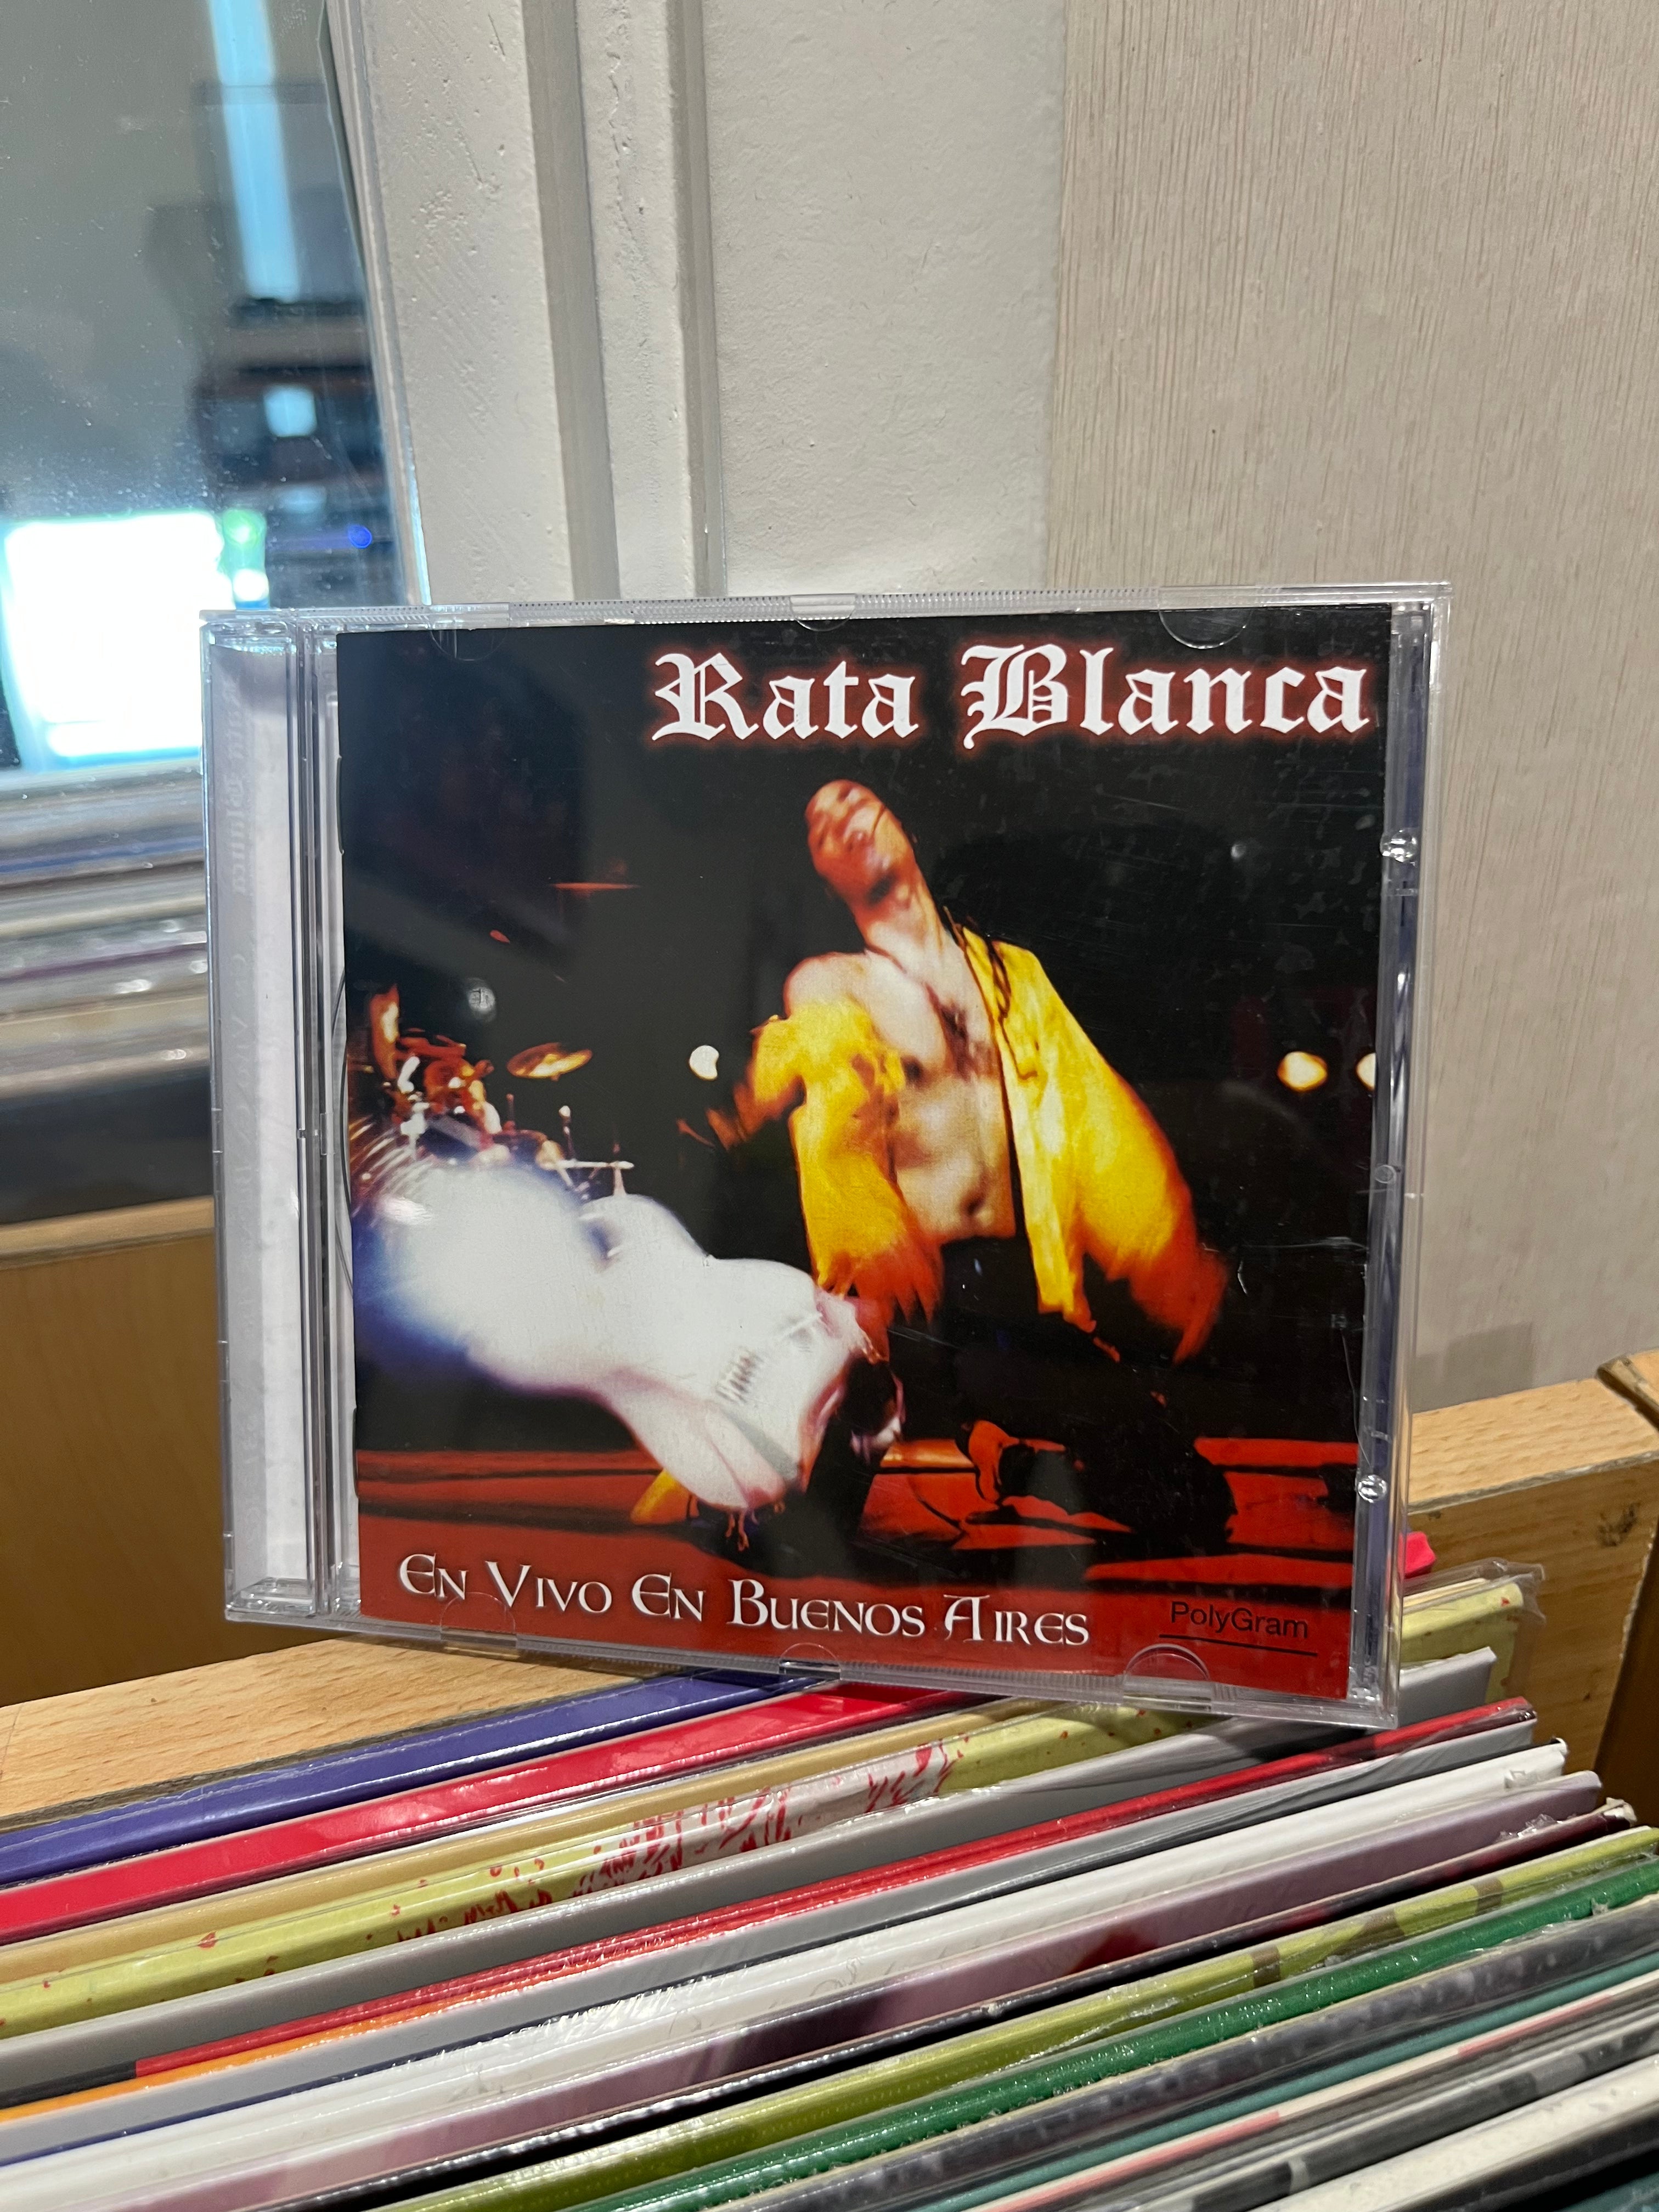 Rata Blanca
En Vivo En Buenos Aires
PolyGram